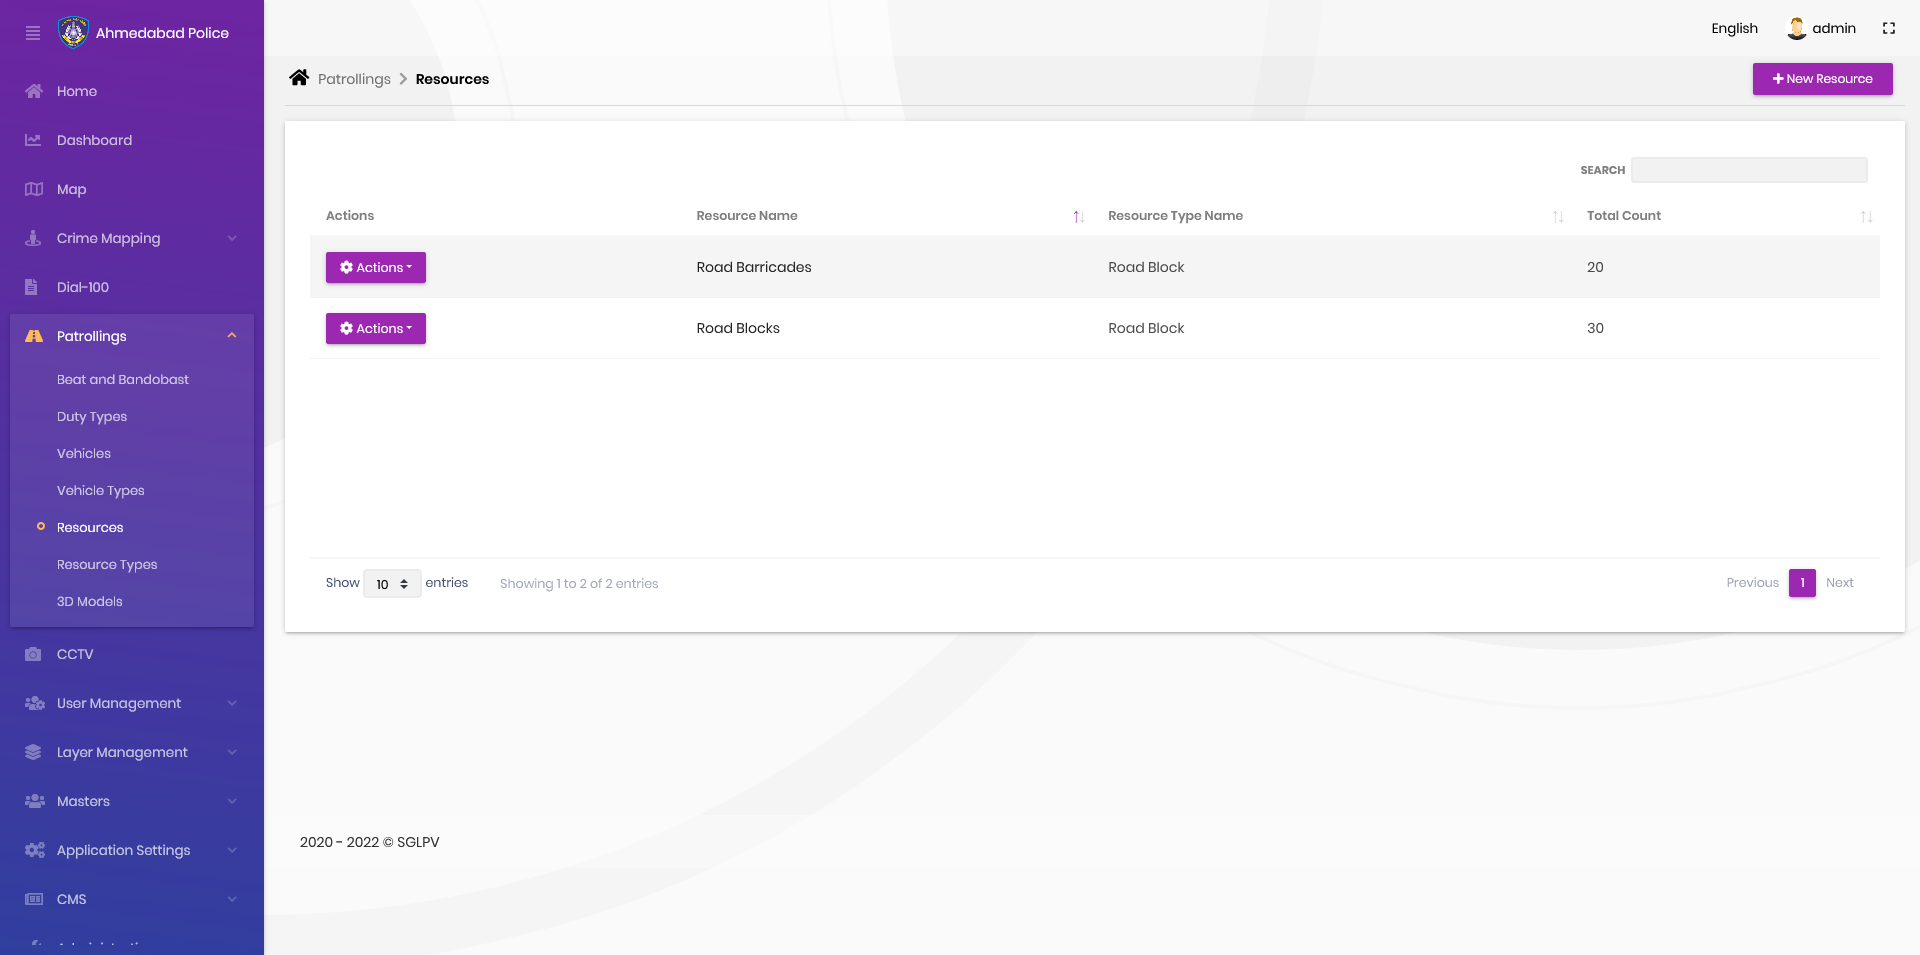 Ahmedabad Police
English
admin
Home
Dashboard
Map
Crime Mapping
Dial-100
Patrollings
Beat and Bandobast
Duty Types
Vehicles
Vehicle Types
Resources
Resource Types
3D Models
CCTV
User Management
Layer Management
Masters
Application Settings
CMS
Patrollings > Resources
New Resource
SEARCH
Actions Resource Name Resource Type Name Total Count
Actions Road Barricades Road Block 20
Actions Road Blocks Road Block 30
Show 10 entries Showing 1 to 2 of 2 entries Previous 1 Next
2020 - 2022 © SGLPV